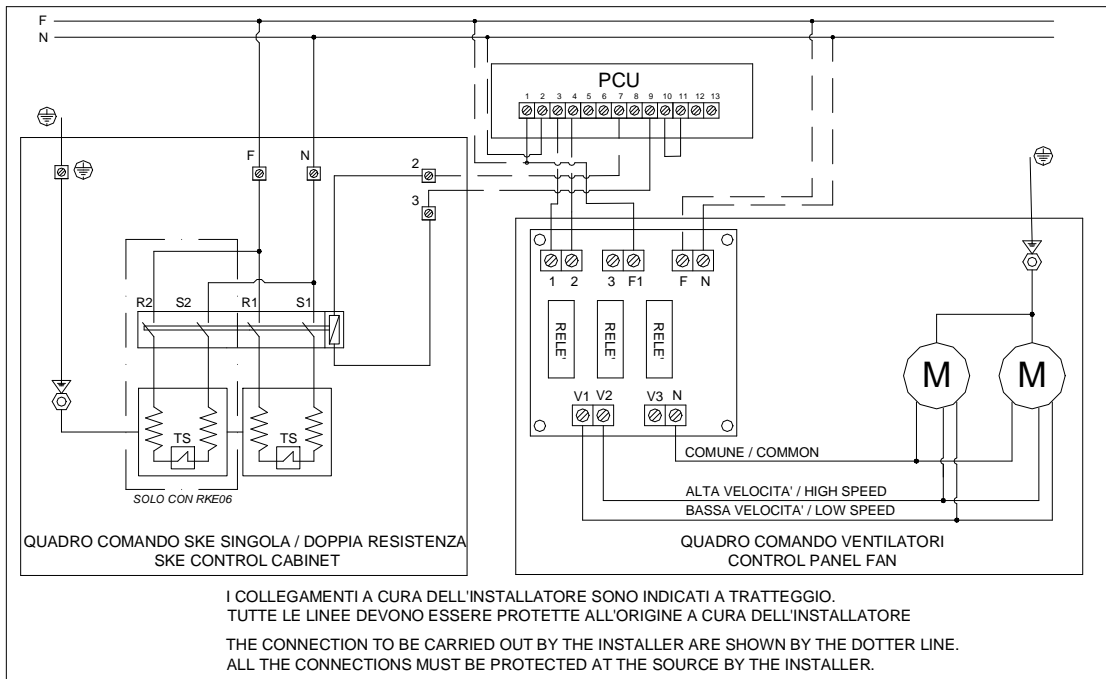 F
N
PCU
1 2 3 4 5 6 7 8 9 10 11 12 13
F N
2
3
1 2 3 F1 F N
R2 S2 R1 S1
RELE' RELE' RELE'
M M
V1 V2 V3 N
TS TS
COMUNE / COMMON
SOLO CON RKE06
ALTA VELOCITA' / HIGH SPEED
BASSA VELOCITA' / LOW SPEED
QUADRO COMANDO SKE SINGOLA / DOPPIA RESISTENZA
SKE CONTROL CABINET
QUADRO COMANDO VENTILATORI
CONTROL PANEL FAN
I COLLEGAMENTI A CURA DELL'INSTALLATORE SONO INDICATI A TRATTEGGIO.
TUTTE LE LINEE DEVONO ESSERE PROTETTE ALL'ORIGINE A CURA DELL'INSTALLATORE
THE CONNECTION TO BE CARRIED OUT BY THE INSTALLER ARE SHOWN BY THE DOTTER LINE.
ALL THE CONNECTIONS MUST BE PROTECTED AT THE SOURCE BY THE INSTALLER.